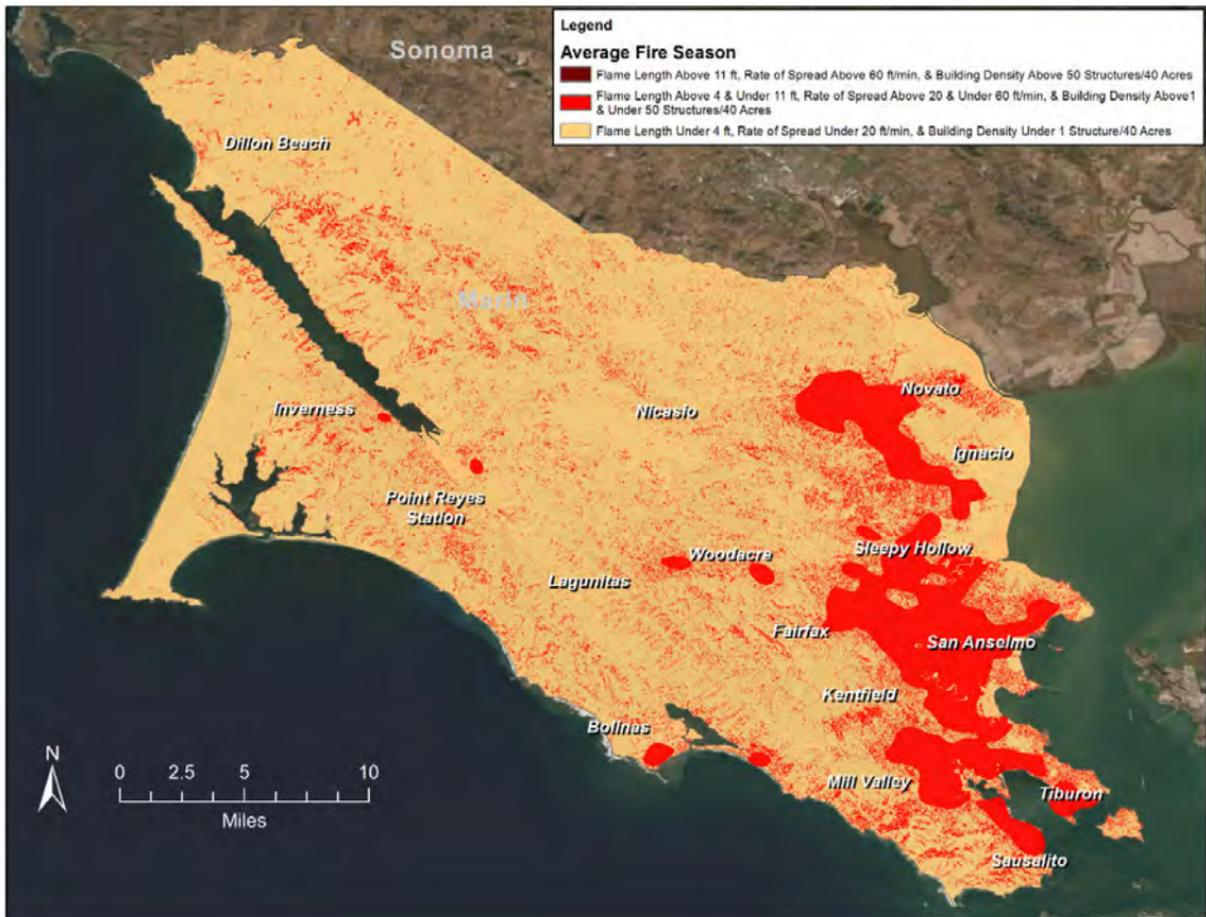 Legend
Average Fire Season
Flame Length Above 11 ft, Rate of Spread Above 60 ft/min, & Building Density Above 50 Structures/40 Acres
Flame Length Above 4 & Under 11 ft, Rate of Spread Above 20 & Under 60 ft/min, & Building Density Above1
& Under 50 Structures/40 Acres
Flame Length Under 4 ft, Rate of Spread Under 20 ft/min, & Building Density Under 1 Structure/40 Acres
Sonoma
Dillon Beach
Marin
Novato
Inverness
Nicasio
Ignacio
Point Reyes
Station
Sleepy Hollow
Woodacre
Lagunitas
Fairfax
San Anselmo
Kentfield
Bolinas
Mill Valley
Tiburon
Sausalito
N
0 2.5 5 10
Miles